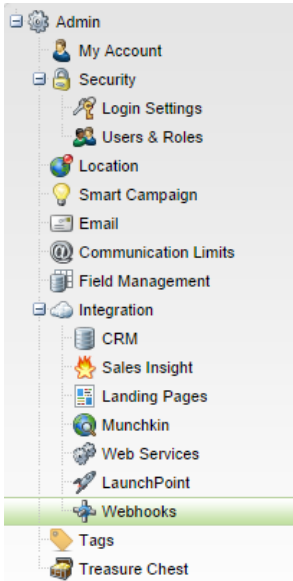 Admin
My Account
Security
Login Settings
Users & Roles
Location
Smart Campaign
Email
Communication Limits
Field Management
Integration
CRM
Sales Insight
Landing Pages
Munchkin
Web Services
LaunchPoint
Webhooks
Tags
Treasure Chest